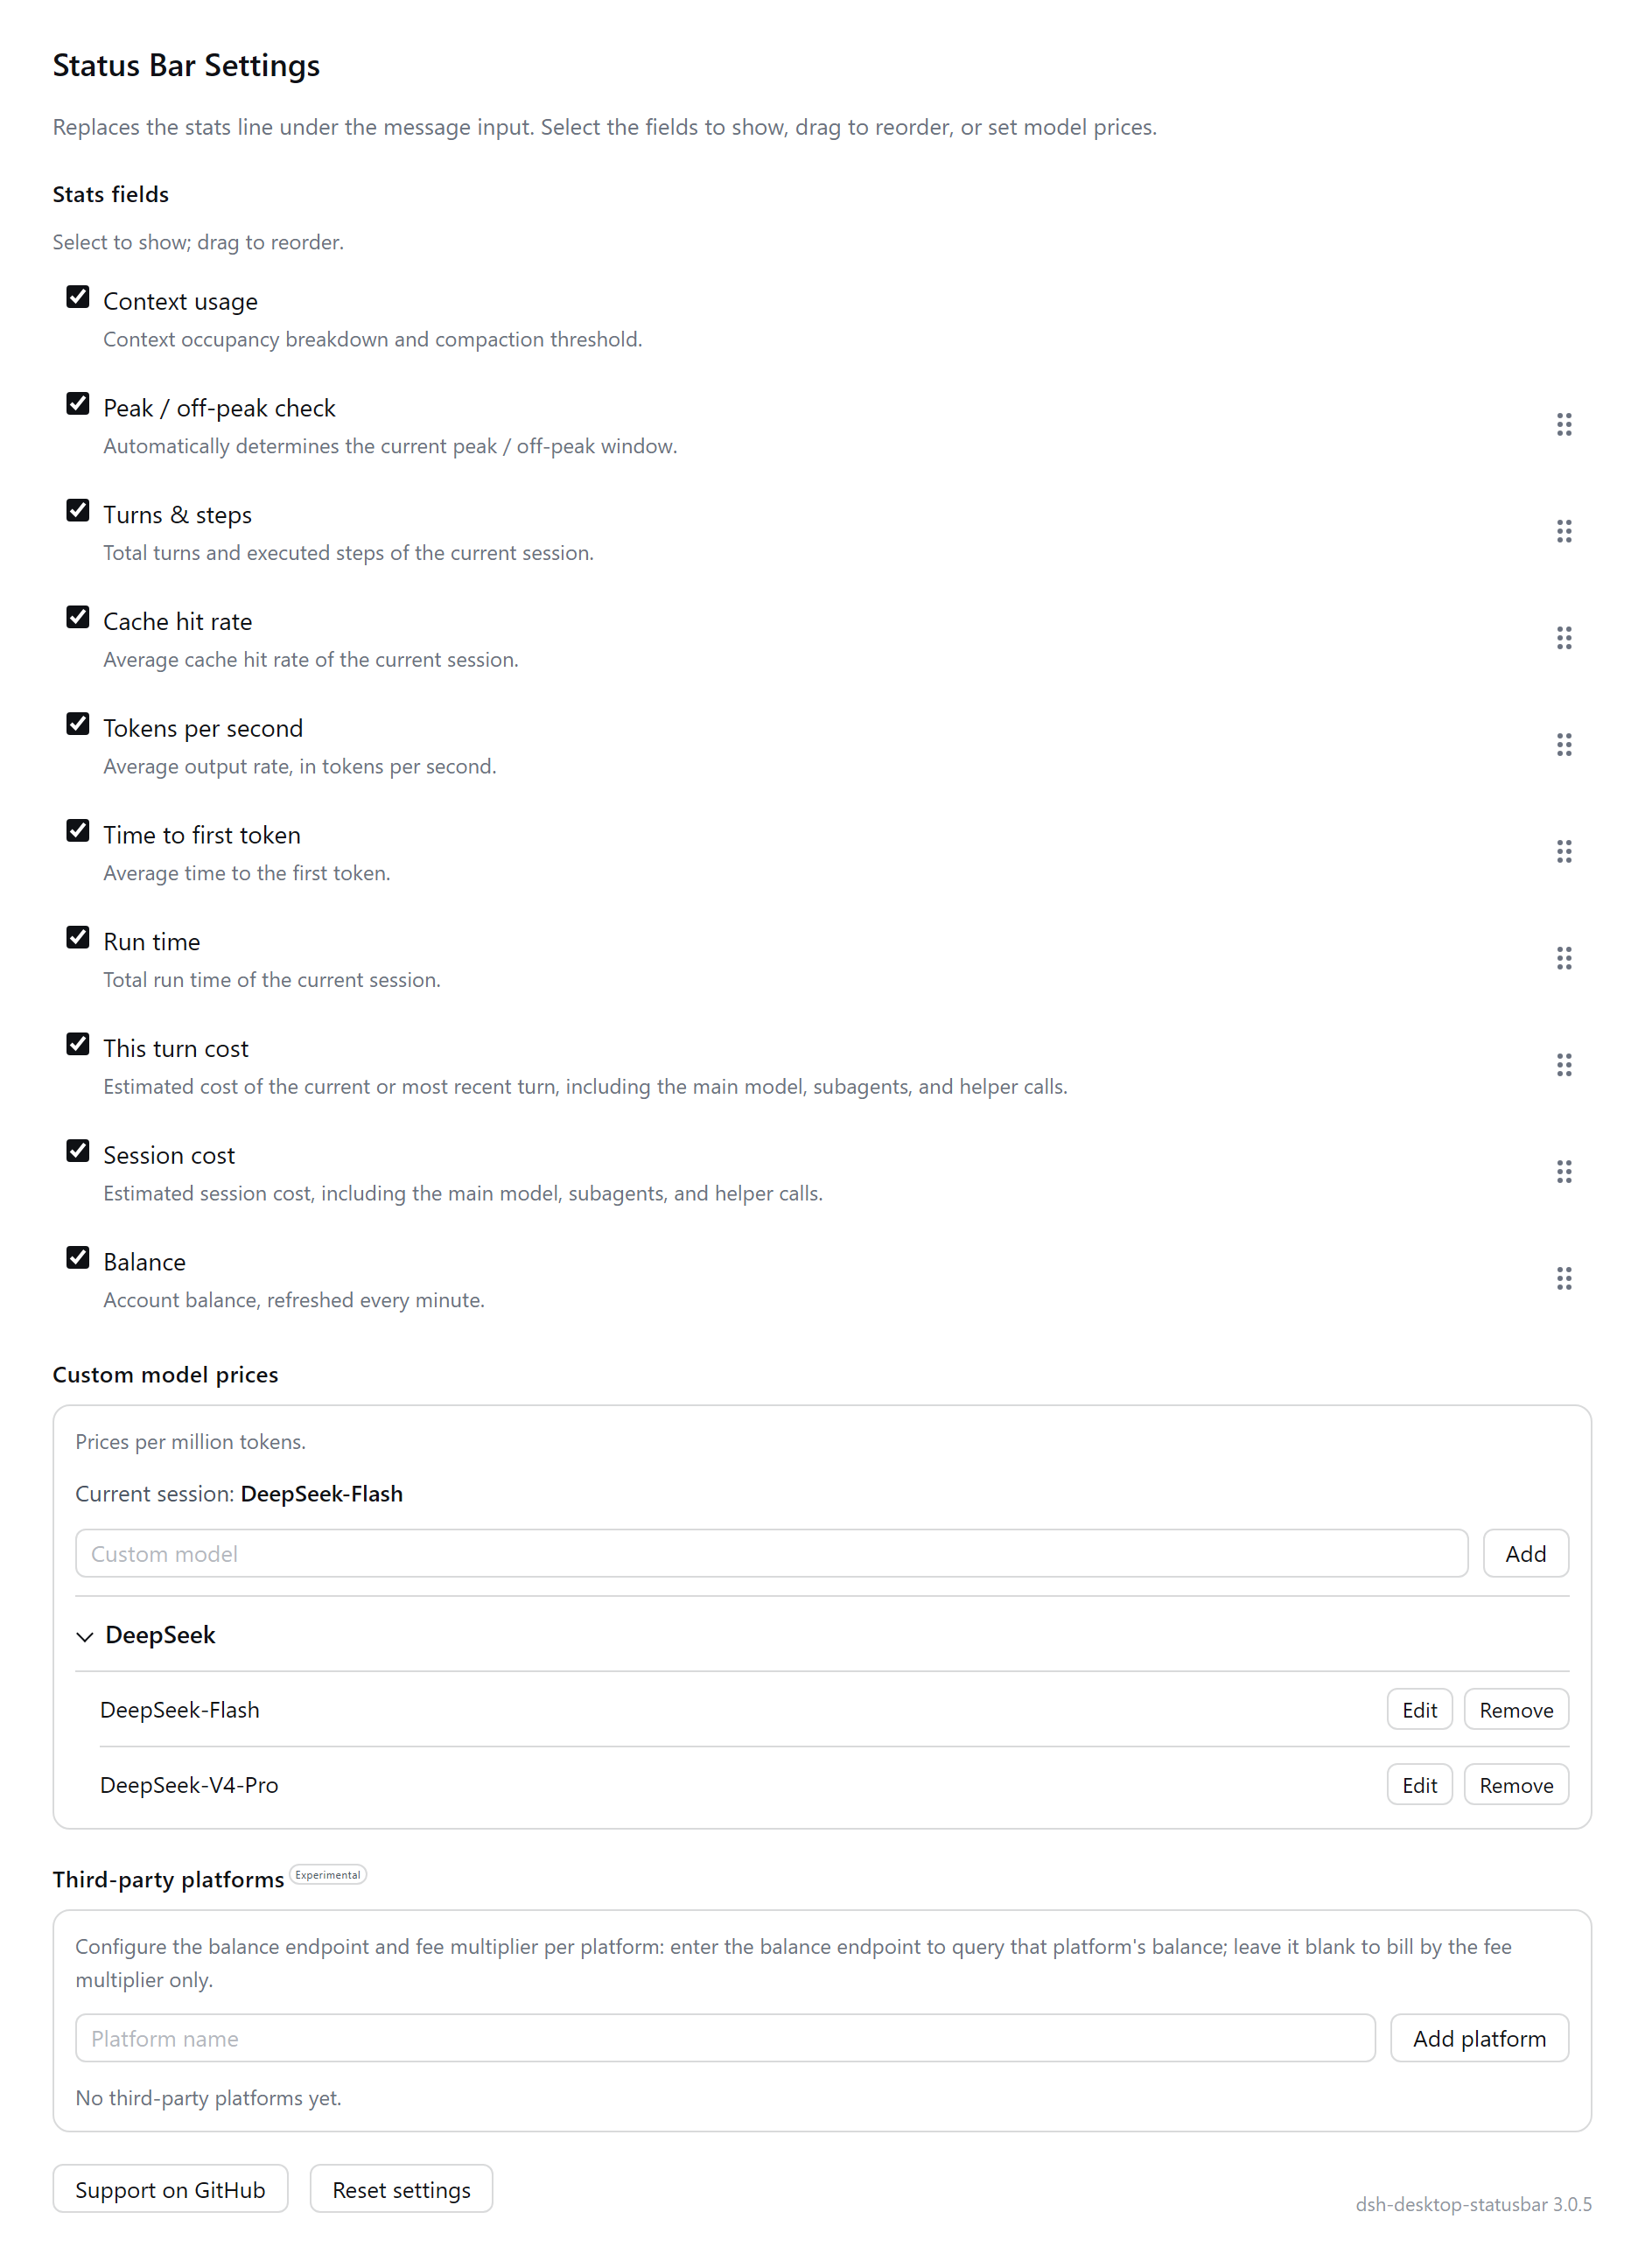 Status Bar Settings
Replaces the stats line under the message input. Select the fields to show, drag to reorder, or set model prices.
Stats fields
Select to show; drag to reorder.
Context usage
Context occupancy breakdown and compaction threshold.
Peak / off-peak check
Automatically determines the current peak / off-peak window.
Turns & steps
Total turns and executed steps of the current session.
Cache hit rate
Average cache hit rate of the current session.
Tokens per second
Average output rate, in tokens per second.
Time to first token
Average time to the first token.
Run time
Total run time of the current session.
This turn cost
Estimated cost of the current or most recent turn, including the main model, subagents, and helper calls.
Session cost
Estimated session cost, including the main model, subagents, and helper calls.
Balance
Account balance, refreshed every minute.
Custom model prices
Prices per million tokens.
Current session: DeepSeek-Flash
Custom model Add
DeepSeek
DeepSeek-Flash Edit Remove
DeepSeek-V4-Pro Edit Remove
Third-party platforms Experimental
Configure the balance endpoint and fee multiplier per platform: enter the balance endpoint to query that platform's balance; leave it blank to bill by the fee
multiplier only.
Platform name Add platform
No third-party platforms yet.
Support on GitHub Reset settings dsh-desktop-statusbar 3.0.5